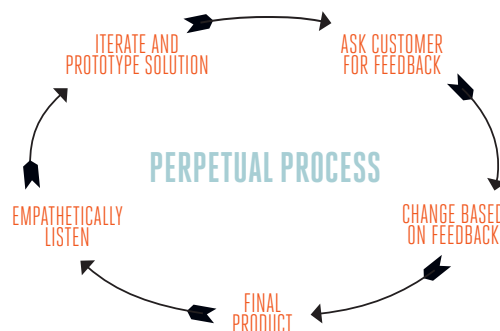 ITERATE AND
PROTOTYPE SOLUTION
ASK CUSTOMER
FOR FEEDBACK
PERPETUAL PROCESS
EMPATHETICALLY
LISTEN
CHANGE BASED
ON FEEDBACK
FINAL
PRODUCT